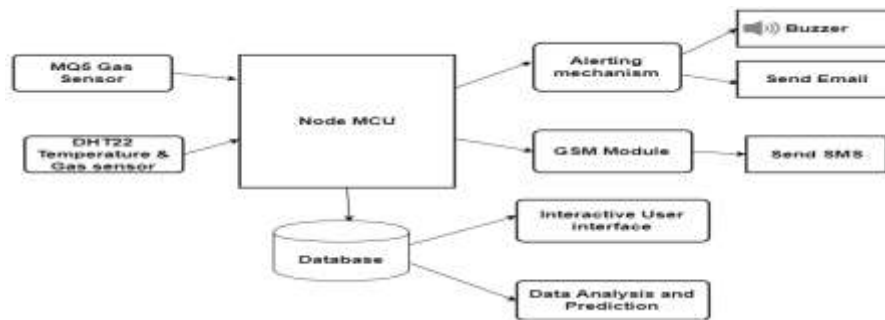 MQ5 Gas
Sensor
DHT22
Temperature &
Gas sensor
Node MCU
Alerting
mechanism
Buzzer
Send Email
GSM Module
Send SMS
Database
Interactive User
interface
Data Analysis and
Prediction